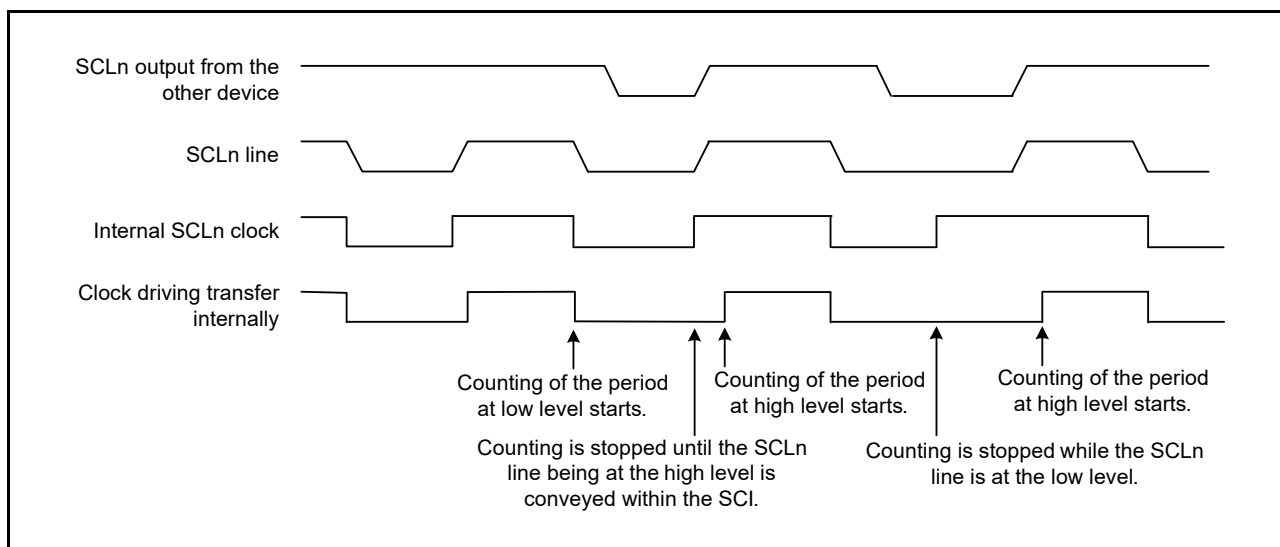 SCLn output from the
other device
SCLn line
Internal SCLn clock
Clock driving transfer
internally
Counting of the period
at low level starts.
Counting of the period
at high level starts.
Counting of the period
at high level starts.
Counting is stopped until the SCLn
line being at the high level is
conveyed within the SCI.
Counting is stopped while the SCLn
line is at the low level.